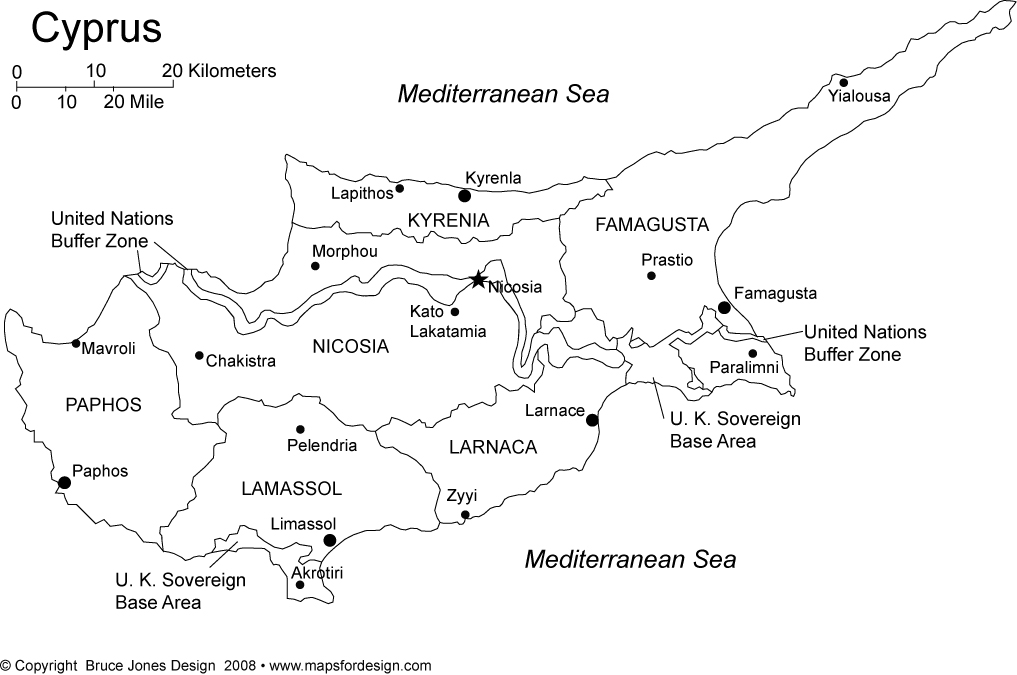 Cyprus
0 10 20 Kilometers
0 10 20 Mile
Mediterranean Sea
Yialousa
Kyrenla
Lapithos
KYRENIA
FAMAGUSTA
United Nations
Buffer Zone
Morphou
Prastio
Nicosia
Famagusta
Kato
Lakatamia
United Nations
Buffer Zone
Mavroli
NICOSIA
Chakistra
Paralimni
PAPHOS
Larnace
U. K. Sovereign
Base Area
Pelendria
LARNACA
Paphos
LAMASSOL
Zyyi
Limassol
Mediterranean Sea
Akrotiri
U. K. Sovereign
Base Area
© Copyright Bruce Jones Design 2008 • www.mapsfordesign.com